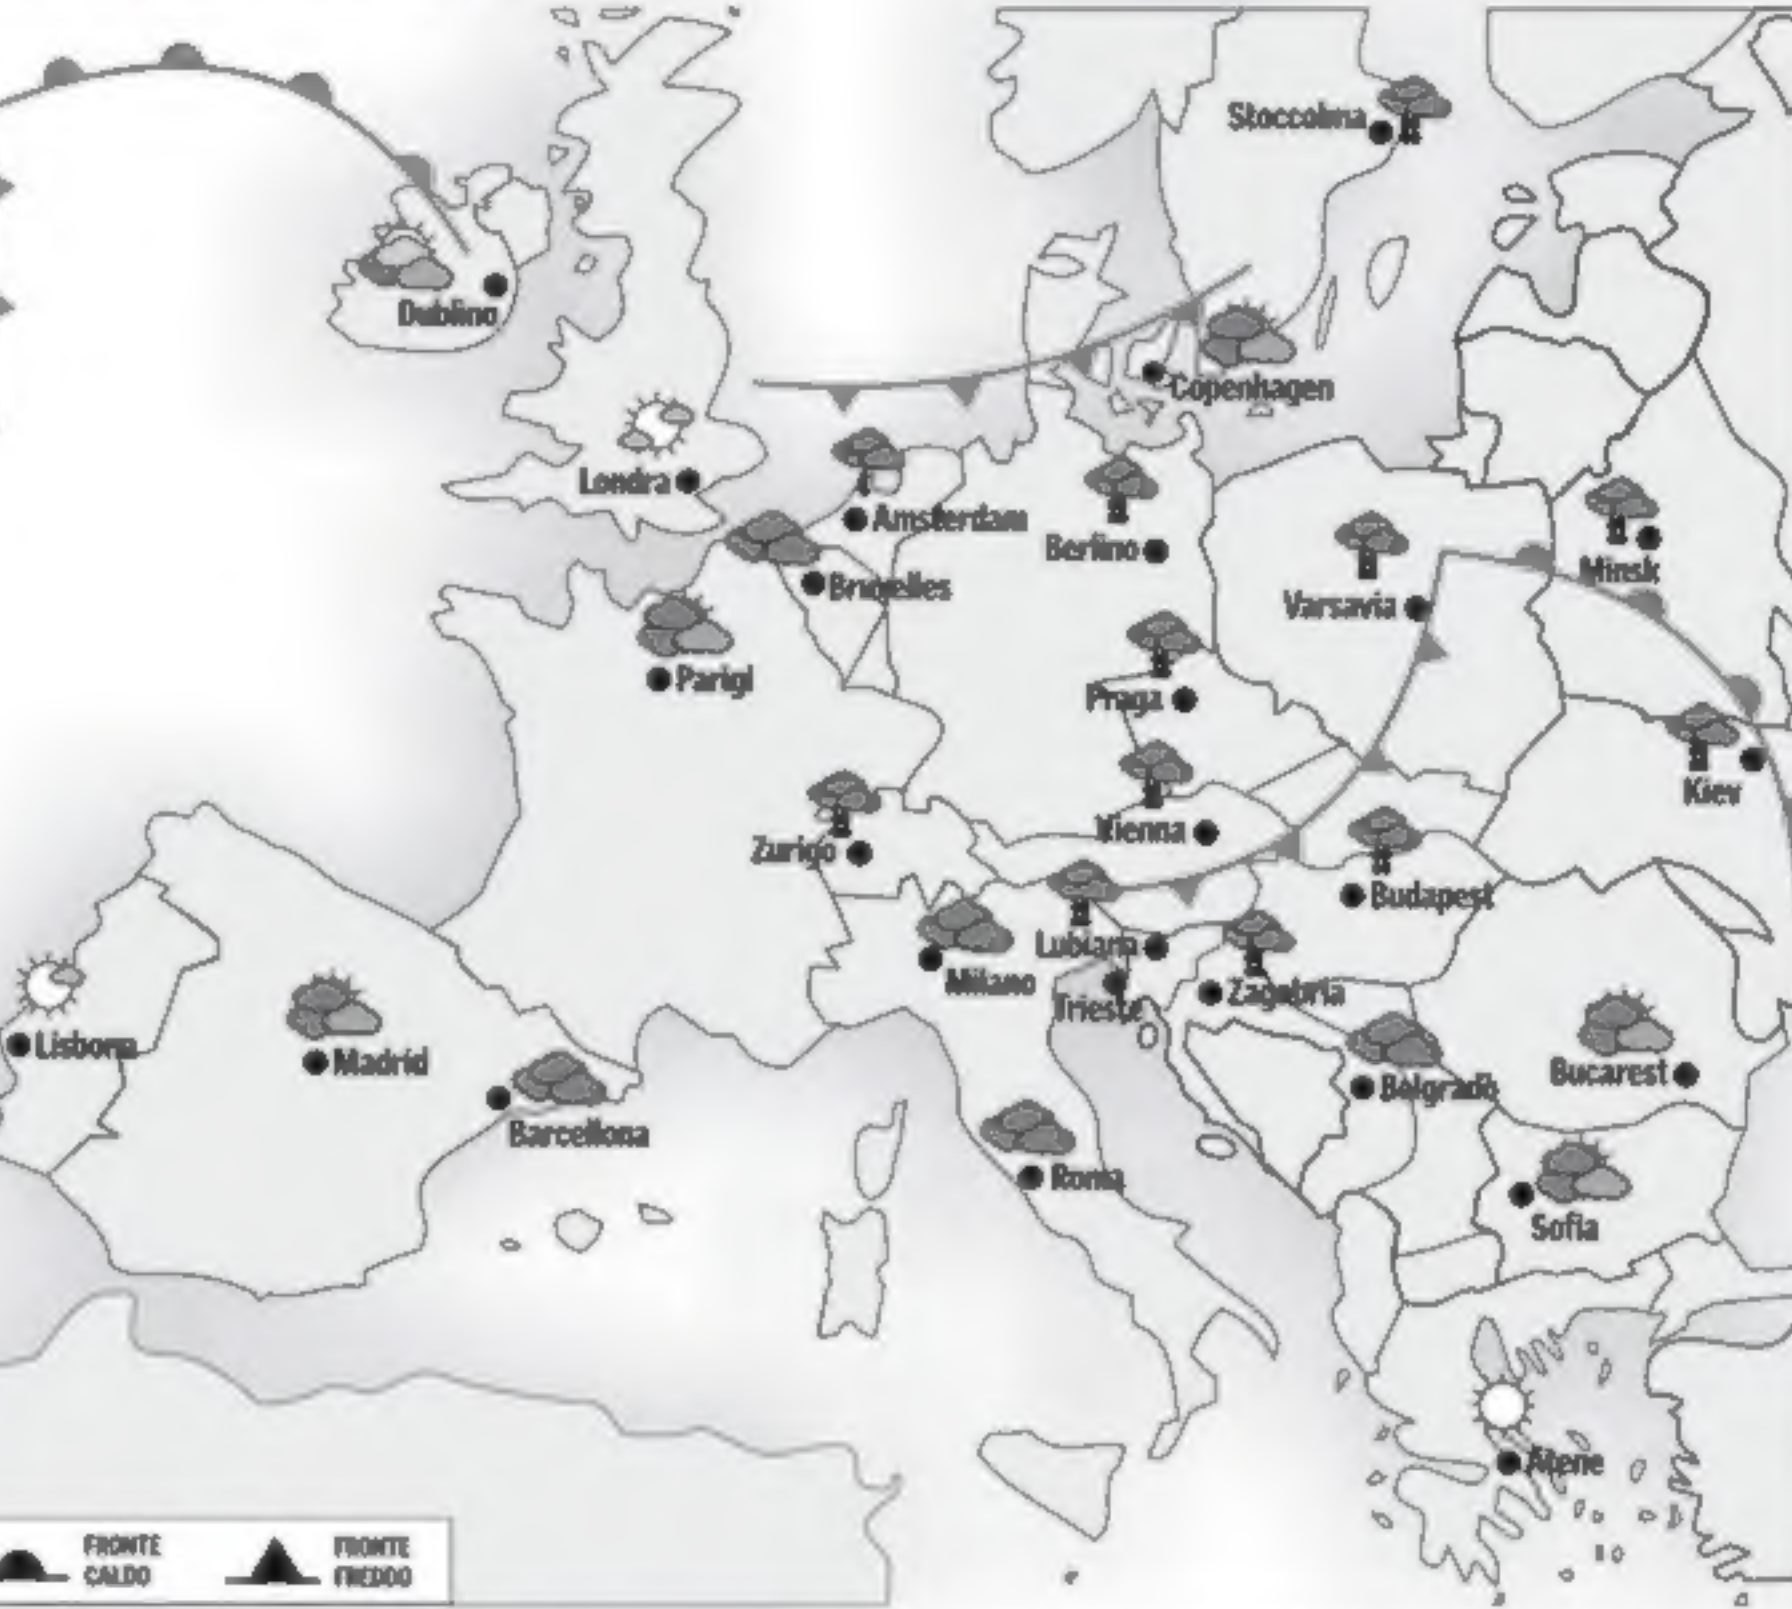 Stoccolma
Dublino
Copenhagen
Londra
Amsterdam
Berlino
Bruxelles
Minsk
Varsavia
Parigi
Praga
Kiev
Vienna
Zurigo
Budapest
Lubiana
Milano
Trieste
Zagabria
Lisbona
Madrid
Belgrado
Bucarest
Barcellona
Roma
Sofia
Atene
FRONTE
CALDO
FRONTE
FREDDO